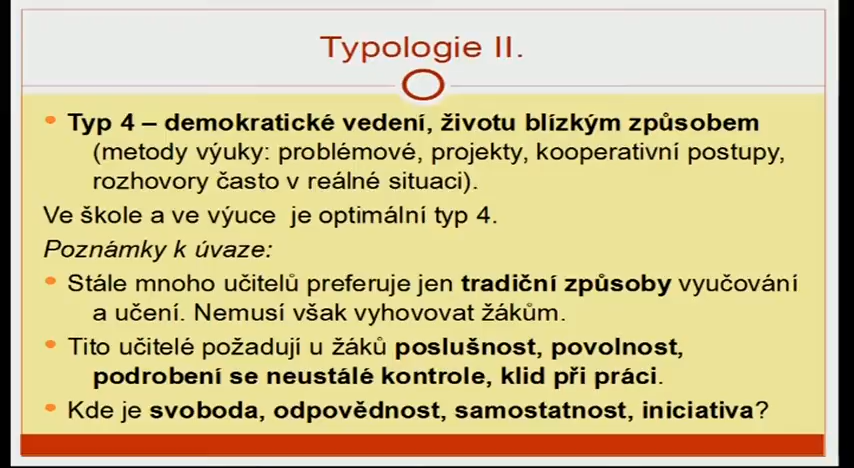 Typologie II.
• Typ 4 – demokratické vedení, životu blízkým způsobem
(metody výuky: problémové, projekty, kooperativní postupy,
rozhovory často v reálné situaci).
Ve škole a ve výuce je optimální typ 4.
Poznámky k úvaze:
• Stále mnoho učitelů preferuje jen tradiční způsoby vyučování
a učení. Nemusí však vyhovovat žákům.
• Tito učitelé požadují u žáků poslušnost, povolnost,
podrobení se neustálé kontrole, klid při práci.
• Kde je svoboda, odpovědnost, samostatnost, iniciativa?